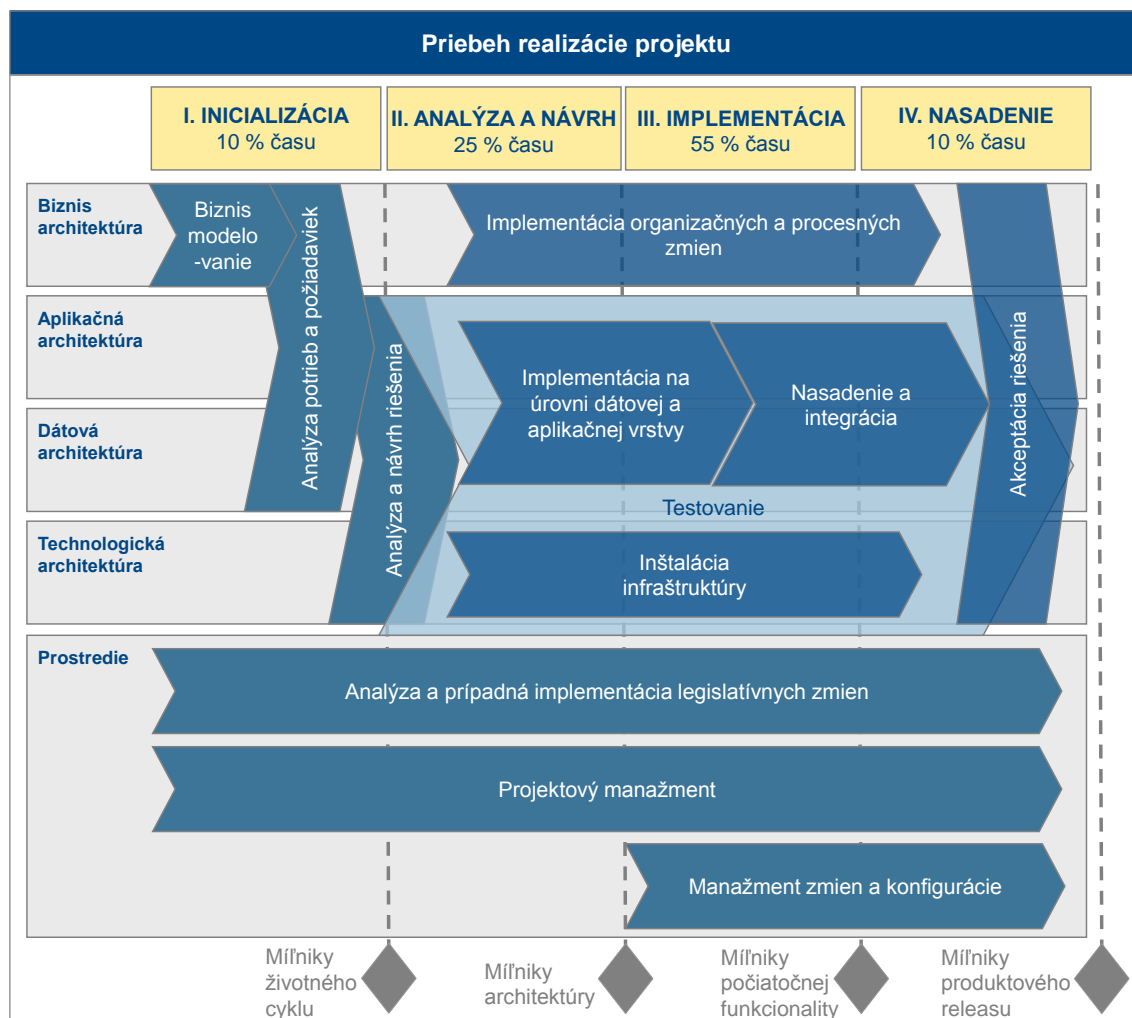 Priebeh realizácie projektu
I. INICIALIZÁCIA
10 % času
II. ANALÝZA A NÁVRH
25 % času
III. IMPLEMENTÁCIA
55 % času
IV. NASADENIE
10 % času
Biznis
architektúra
Biznis
modelo
-vanie
Analýza potrieb a požiadaviek
Implementácia organizačných a procesných
zmien
Aplikačná
architektúra
Analýza a návrh riešenia
Implementácia na
úrovni dátovej a
aplikačnej vrstvy
Nasadenie a
integrácia
Akceptácia riešenia
Dátová
architektúra
Testovanie
Technologická
architektúra
Inštalácia
infraštruktúry
Prostredie
Analýza a prípadná implementácia legislatívnych zmien
Projektový manažment
Manažment zmien a konfigurácie
Míľniky
životného
cyklu
Míľniky
architektúry
Míľniky
počiatočnej
funkcionality
Míľniky
produktového
releasu